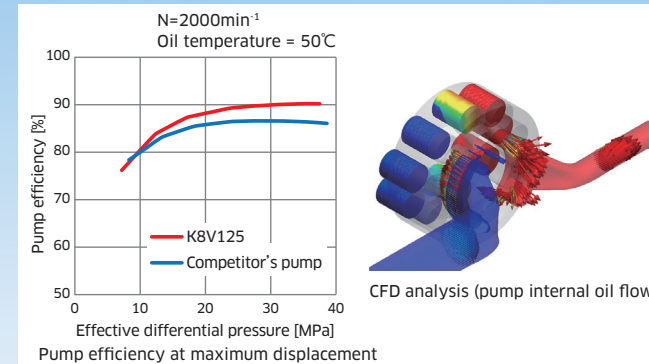 N=2000min⁻¹
Oil temperature = 50℃
100
90
80
70
60
50
Pump efficiency [%]
K8V125
Competitor's pump
0
10
20
30
40
Effective differential pressure [MPa]
Pump efficiency at maximum displacement
CFD analysis (pump internal oil flow